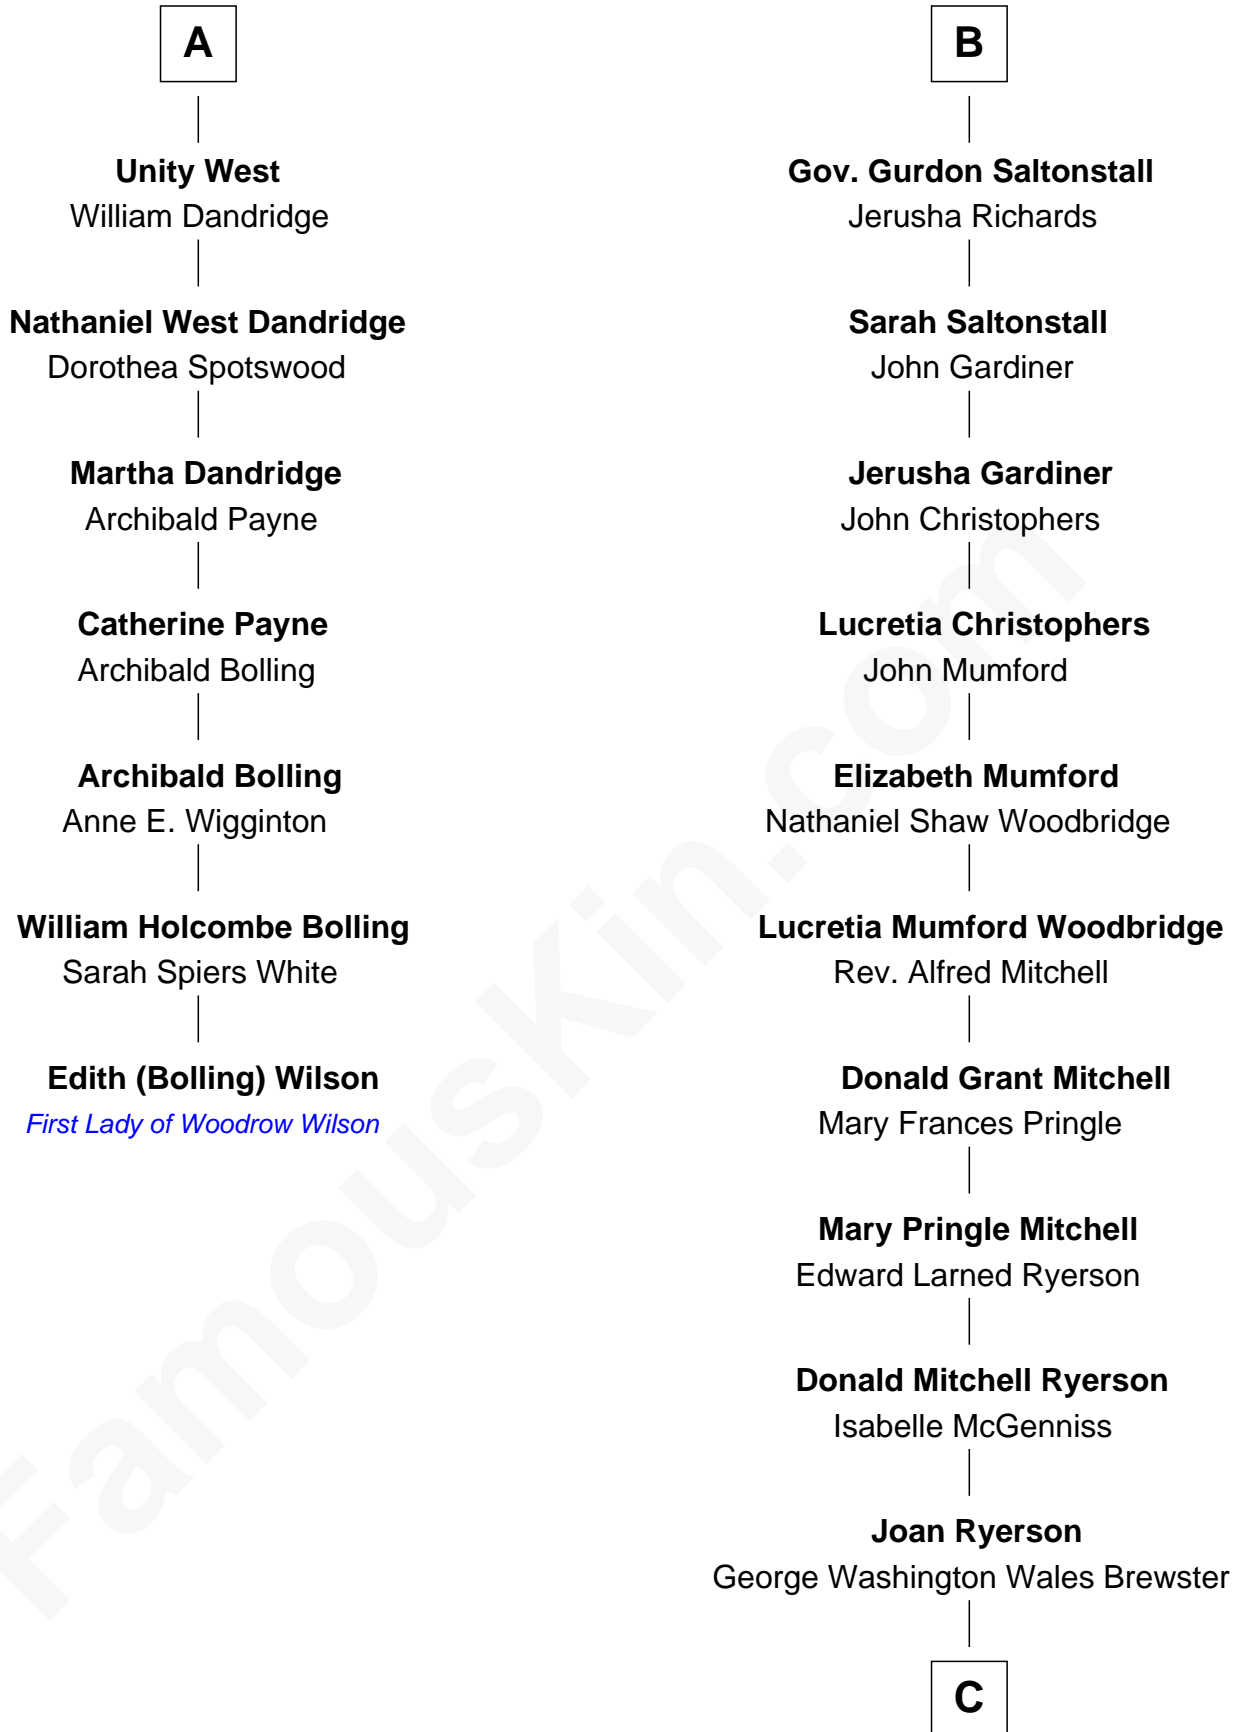 A
Unity West
William Dandridge
Nathaniel West Dandridge
Dorothea Spotswood
Martha Dandridge
Archibald Payne
Catherine Payne
Archibald Bolling
Archibald Bolling
Anne E. Wigginton
William Holcombe Bolling
Sarah Spiers White
Edith (Bolling) Wilson
First Lady of Woodrow Wilson
B
Gov. Gurdon Saltonstall
Jerusha Richards
Sarah Saltonstall
John Gardiner
Jerusha Gardiner
John Christophers
Lucretia Christophers
John Mumford
Elizabeth Mumford
Nathaniel Shaw Woodbridge
Lucretia Mumford Woodbridge
Rev. Alfred Mitchell
Donald Grant Mitchell
Mary Frances Pringle
Mary Pringle Mitchell
Edward Larned Ryerson
Donald Mitchell Ryerson
Isabelle McGenniss
Joan Ryerson
George Washington Wales Brewster
C
FamousKin.com